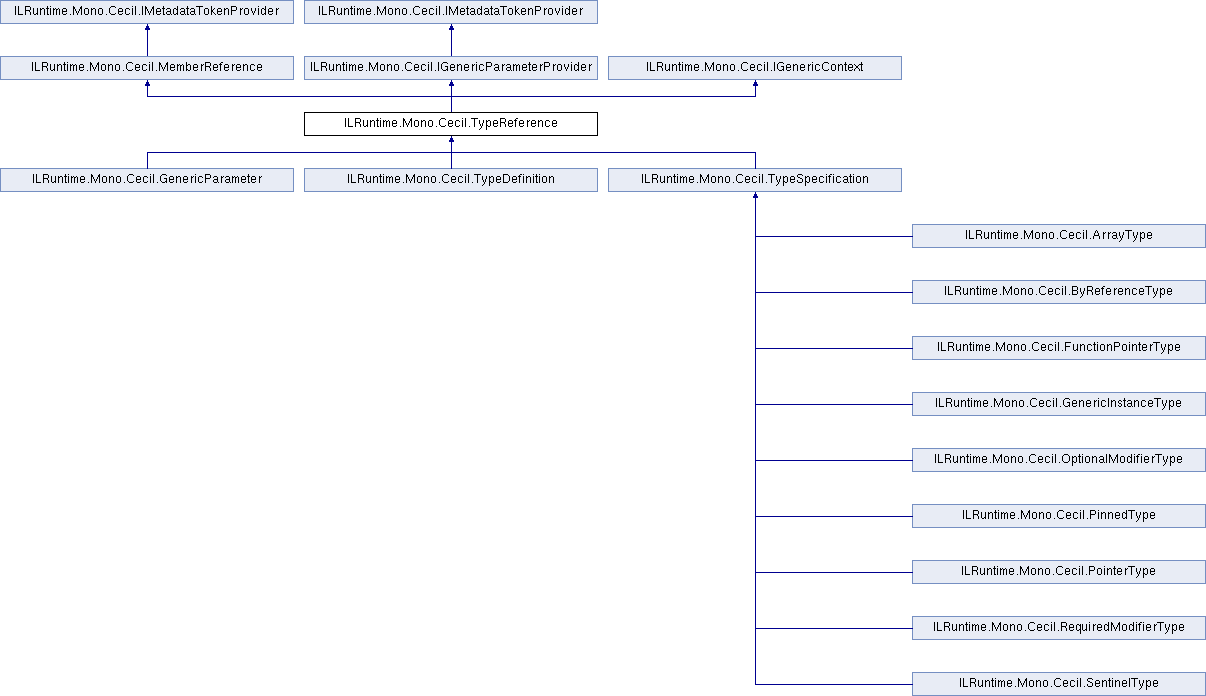 ILRuntime.Mono.Cecil.IMetadataTokenProvider
ILRuntime.Mono.Cecil.IMetadataTokenProvider
ILRuntime.Mono.Cecil.MemberReference
ILRuntime.Mono.Cecil.IGenericParameterProvider
ILRuntime.Mono.Cecil.IGenericContext
ILRuntime.Mono.Cecil.TypeReference
ILRuntime.Mono.Cecil.GenericParameter
ILRuntime.Mono.Cecil.TypeDefinition
ILRuntime.Mono.Cecil.TypeSpecification
ILRuntime.Mono.Cecil.ArrayType
ILRuntime.Mono.Cecil.ByReferenceType
ILRuntime.Mono.Cecil.FunctionPointerType
ILRuntime.Mono.Cecil.GenericInstanceType
ILRuntime.Mono.Cecil.OptionalModifierType
ILRuntime.Mono.Cecil.PinnedType
ILRuntime.Mono.Cecil.PointerType
ILRuntime.Mono.Cecil.RequiredModifierType
ILRuntime.Mono.Cecil.SentinelType